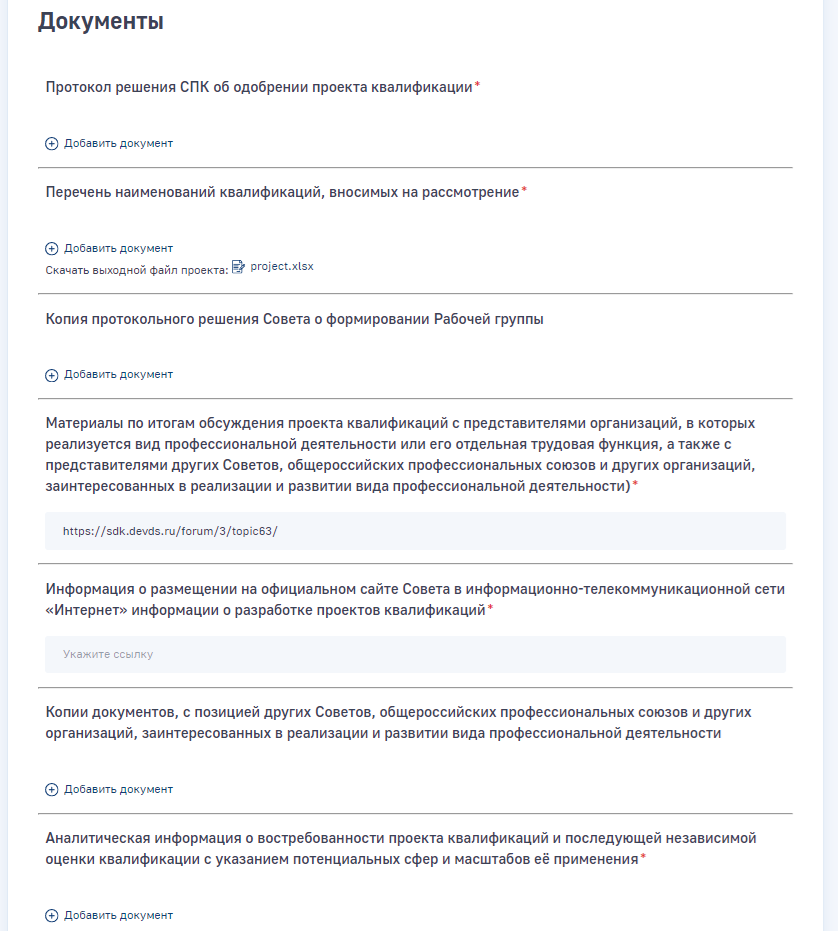 Документы
Протокол решения СПК об одобрении проекта квалификации*
Добавить документ
Перечень наименований квалификаций, вносимых на рассмотрение*
Добавить документ
Скачать выходной файл проекта: project.xlsx
Копия протокольного решения Совета о формировании Рабочей группы
Добавить документ
Материалы по итогам обсуждения проекта квалификаций с представителями организаций, в которых
реализуется вид профессиональной деятельности или его отдельная трудовая функция, а также с
представителями других Советов, общероссийских профессиональных союзов и других организаций,
заинтересованных в реализации и развитии вида профессиональной деятельности)*
https://sdk.devds.ru/forum/3/topic63/
Информация о размещении на официальном сайте Совета в информационно-телекоммуникационной сети
«Интернет» информации о разработке проектов квалификаций*
Укажите ссылку
Копии документов, с позицией других Советов, общероссийских профессиональных союзов и других
организаций, заинтересованных в реализации и развитии вида профессиональной деятельности
Добавить документ
Аналитическая информация о востребованности проекта квалификаций и последующей независимой
оценки квалификации с указанием потенциальных сфер и масштабов её применения*
Добавить документ